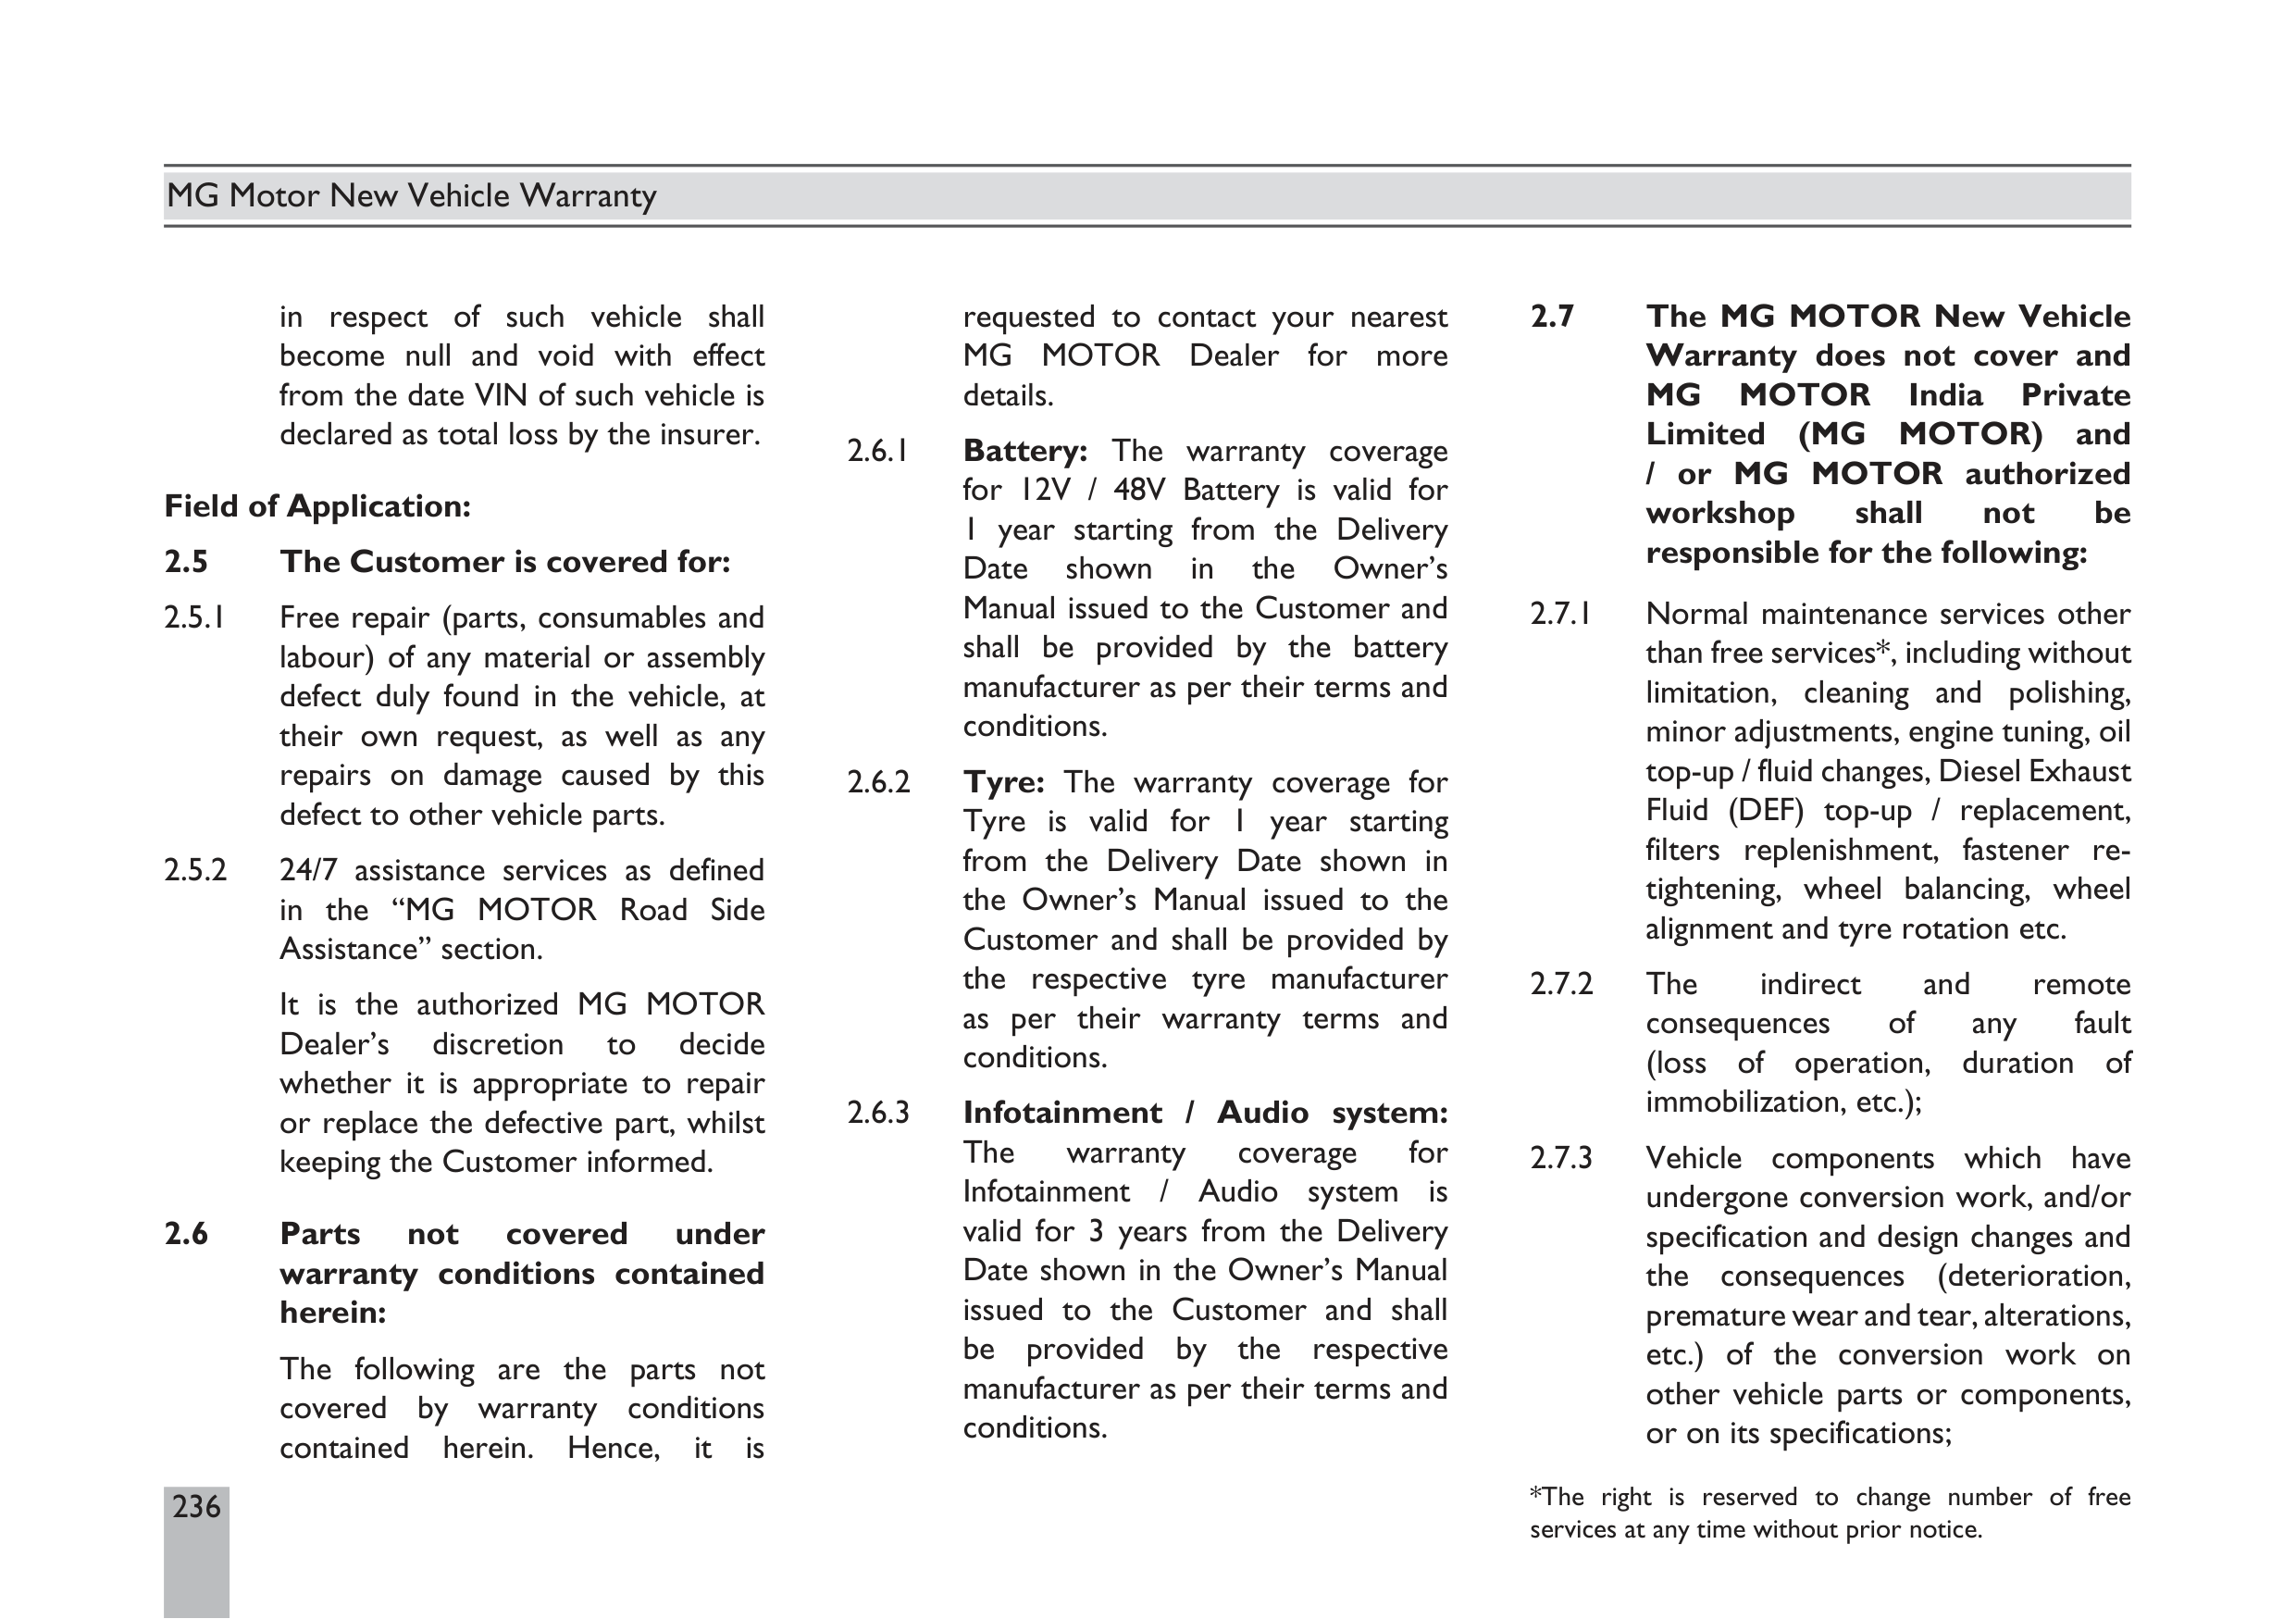 MG Motor New Vehicle Warranty
in respect of such vehicle shall
become null and void with effect
from the date VIN of such vehicle is
declared as total loss by the insurer.
Field of Application:
2.5 The Customer is covered for:
2.5.1 Free repair (parts, consumables and
labour) of any material or assembly
defect duly found in the vehicle, at
their own request, as well as any
repairs on damage caused by this
defect to other vehicle parts.
2.5.2 24/7 assistance services as defined
in the “MG MOTOR Road Side
Assistance” section.
It is the authorized MG MOTOR
Dealer’s discretion to decide
whether it is appropriate to repair
or replace the defective part, whilst
keeping the Customer informed.
2.6 Parts not covered under
warranty conditions contained
herein:
The following are the parts not
covered by warranty conditions
contained herein. Hence, it is
requested to contact your nearest
MG MOTOR Dealer for more
details.
2.6.1 Battery: The warranty coverage
for 12V / 48V Battery is valid for
1 year starting from the Delivery
Date shown in the Owner’s
Manual issued to the Customer and
shall be provided by the battery
manufacturer as per their terms and
conditions.
2.6.2 Tyre: The warranty coverage for
Tyre is valid for 1 year starting
from the Delivery Date shown in
the Owner’s Manual issued to the
Customer and shall be provided by
the respective tyre manufacturer
as per their warranty terms and
conditions.
2.6.3 Infotainment / Audio system:
The warranty coverage for
Infotainment / Audio system is
valid for 3 years from the Delivery
Date shown in the Owner’s Manual
issued to the Customer and shall
be provided by the respective
manufacturer as per their terms and
conditions.
2.7 The MG MOTOR New Vehicle
Warranty does not cover and
MG MOTOR India Private
Limited (MG MOTOR) and
/ or MG MOTOR authorized
workshop shall not be
responsible for the following:
2.7.1 Normal maintenance services other
than free services*, including without
limitation, cleaning and polishing,
minor adjustments, engine tuning, oil
top-up / fluid changes, Diesel Exhaust
Fluid (DEF) top-up / replacement,
filters replenishment, fastener re-
tightening, wheel balancing, wheel
alignment and tyre rotation etc.
2.7.2 The indirect and remote
consequences of any fault
(loss of operation, duration of
immobilization, etc.);
2.7.3 Vehicle components which have
undergone conversion work, and/or
specification and design changes and
the consequences (deterioration,
premature wear and tear, alterations,
etc.) of the conversion work on
other vehicle parts or components,
or on its specifications;
*The right is reserved to change number of free
services at any time without prior notice.
236